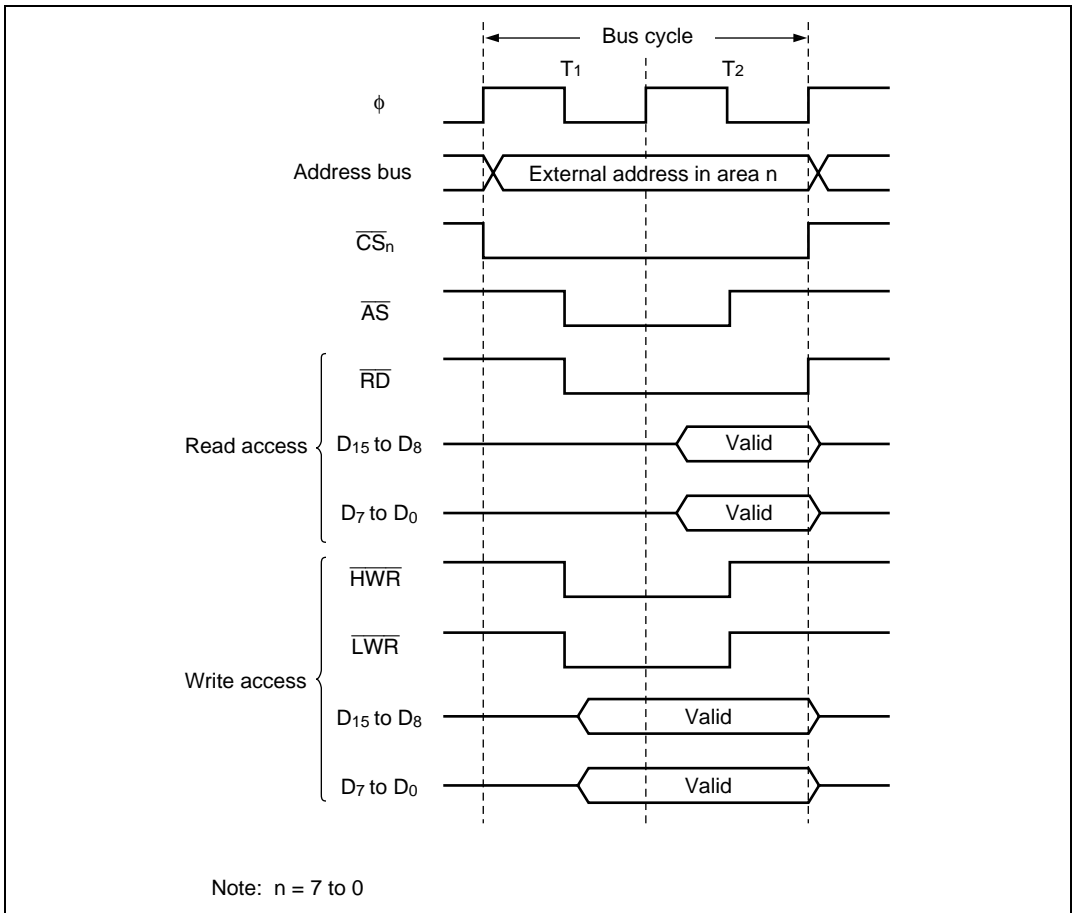 Bus cycle
T1 T2
ϕ
Address bus External address in area n
CSn
AS
RD
Read access D15 to D8 Valid
D7 to D0 Valid
HWR
LWR
Write access
D15 to D8 Valid
D7 to D0 Valid
Note: n = 7 to 0